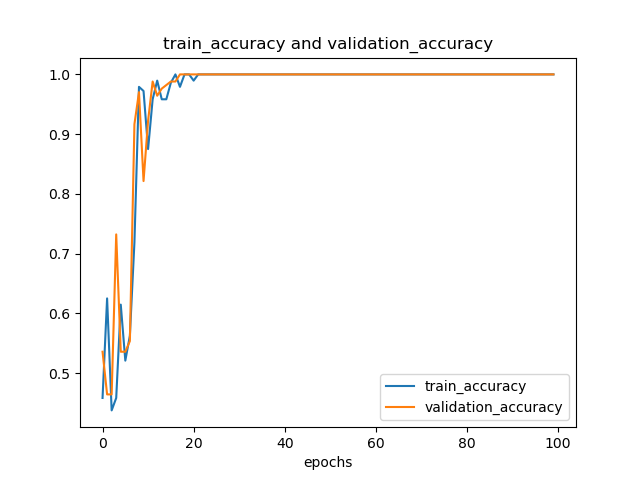 train_accuracy and validation_accuracy
1.0
0.9
0.8
0.7
0.6
0.5
train_accuracy
validation_accuracy
0 20 40 60 80 100
epochs